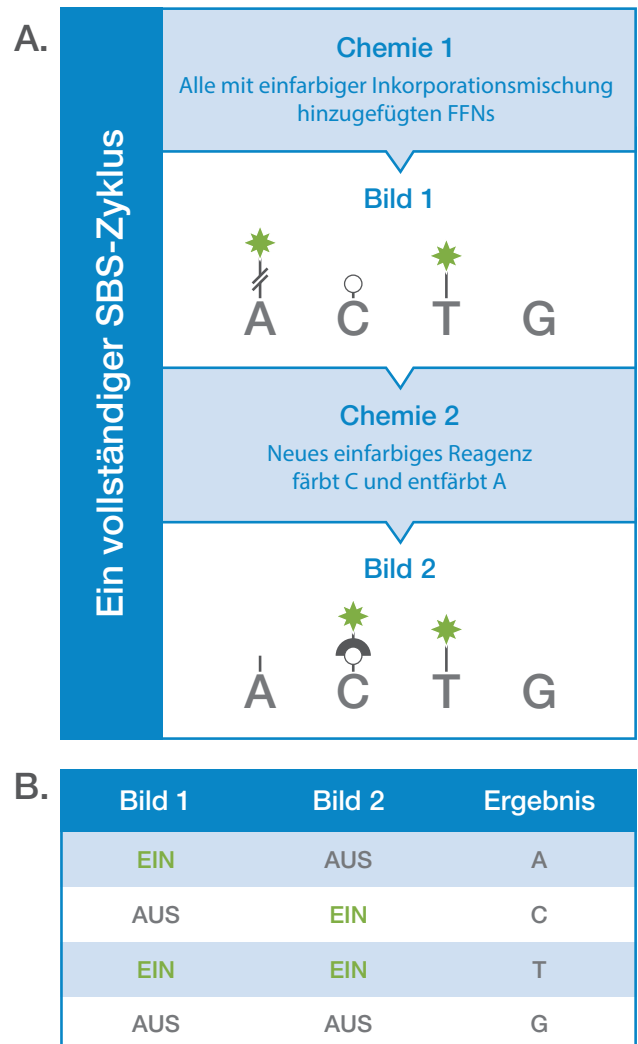 A.
Ein vollständiger SBS-Zyklus
Chemie 1
Alle mit einfarbiger Inkorporationsmischung
hinzugefügten FFNs
Bild 1
A C T G
Chemie 2
Neues einfarbiges Reagenz
färbt C und entfärbt A
Bild 2
A C T G
B.
Bild 1 Bild 2 Ergebnis
EIN AUS A
AUS EIN C
EIN EIN T
AUS AUS G